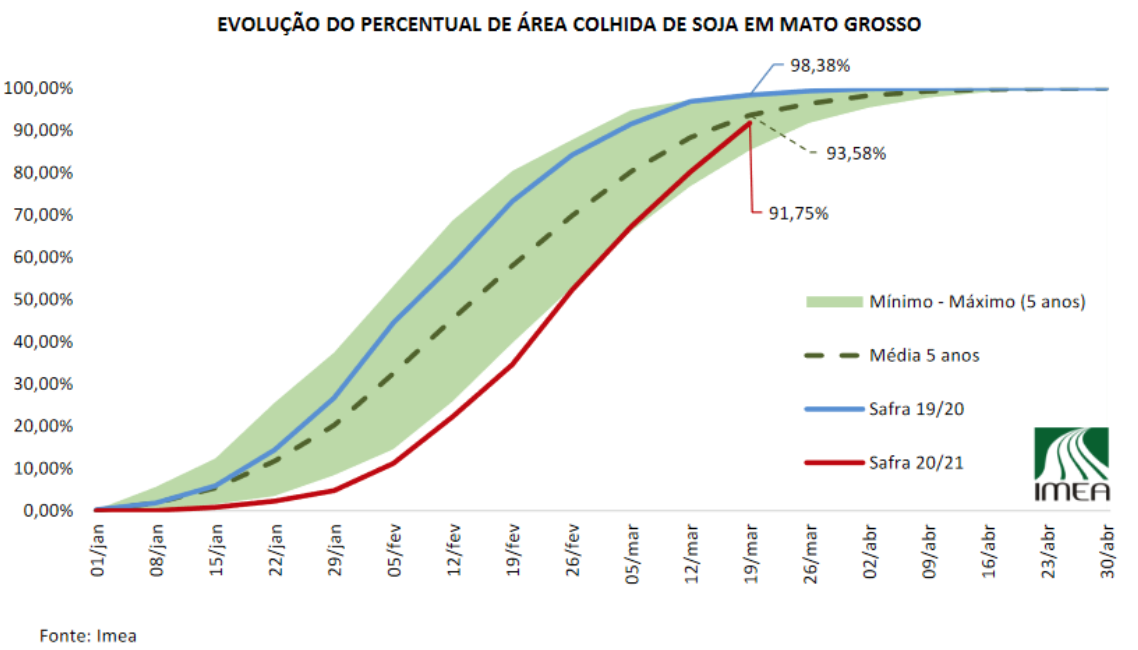 EVOLUÇÃO DO PERCENTUAL DE ÁREA COLHIDA DE SOJA EM MATO GROSSO
98,38%
100,00%
90,00%
93,58%
80,00%
70,00%
91,75%
60,00%
50,00%
Mínimo - Máximo (5 anos)
40,00%
Média 5 anos
30,00%
Safra 19/20
20,00%
Safra 20/21
10,00%
IMEA
0,00%
01/jan
08/jan
15/jan
22/jan
29/jan
05/fev
12/fev
19/fev
26/fev
05/mar
12/mar
19/mar
26/mar
02/abr
09/abr
16/abr
23/abr
30/abr
Fonte: Imea